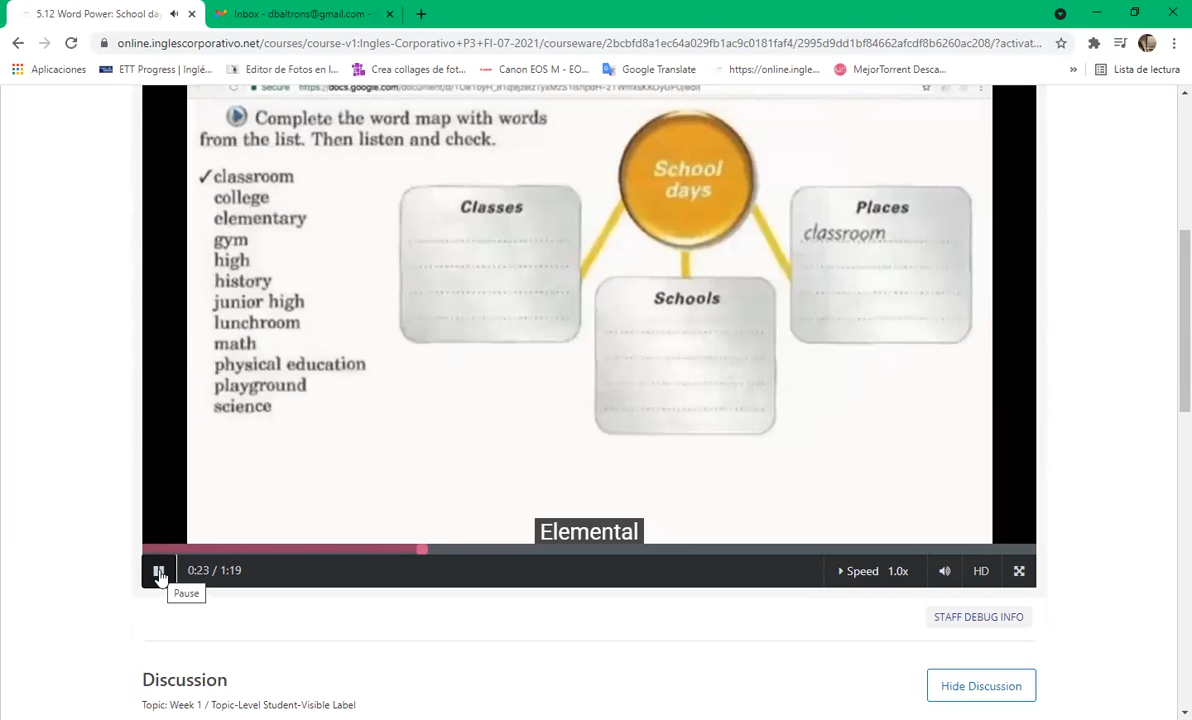 5.12 Word Power: School da
Inbox - dbaltrons@gmail.com -
online.inglescorporativo.net/courses/course-v1:Ingles-Corporativo+P3+FI-07-2021/courseware/2bcbfd8a1ec64a029fb1ac9c0181faf4/2995d9dd1bf84662afcdf8b6260ac208/?activat...
Aplicaciones
ETT Progress | Inglé...
Editor de Fotos en l...
Crea collages de fot...
Canon EOS M - EO...
Google Translate
https://online.ingle...
MejorTorrent Desca...
»
Lista de lectura
Secure
Complete the word map with words
from the list. Then listen and check.
✓classroom
college
elementary
gym
high
history
junior high
lunchroom
math
physical education
playground
science
School
days
Classes
Places
classroom
Schools
Elemental
0:23 / 1:19
Speed 1.0x
HD
Pause
STAFF DEBUG INFO
Discussion
Hide Discussion
Topic: Week 1 / Topic-Level Student-Visible Label